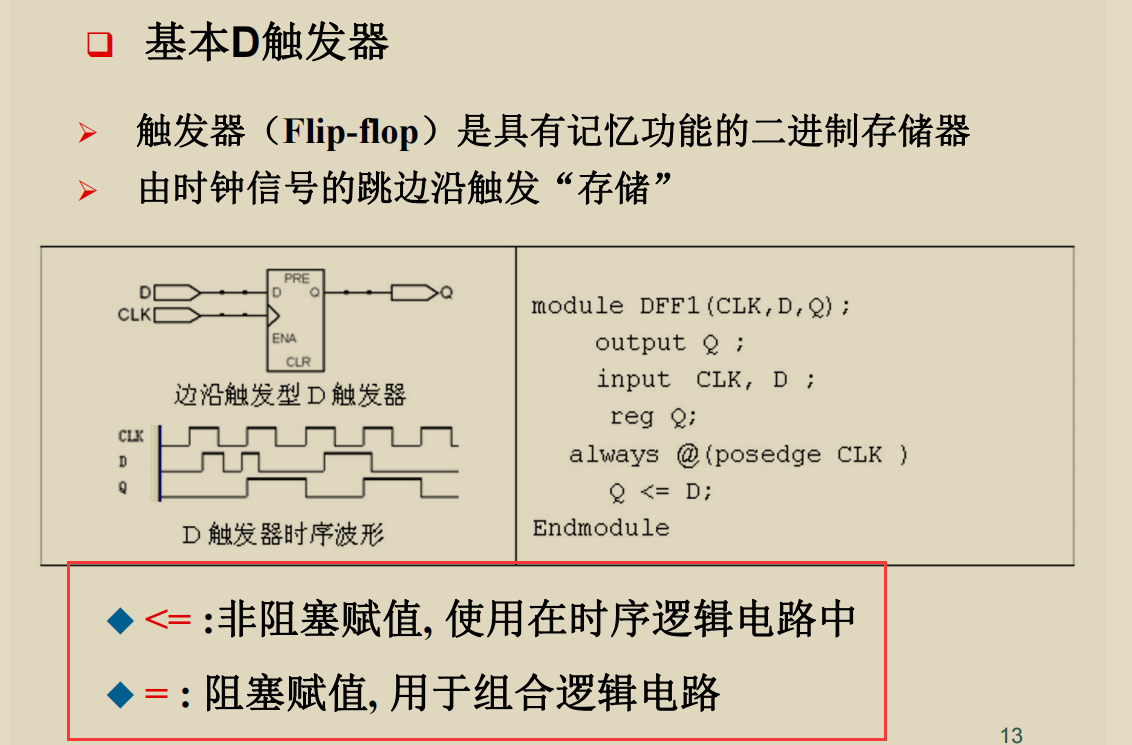 基本D触发器
触发器（Flip-flop）是具有记忆功能的二进制存储器
由时钟信号的跳边沿触发“存储”
PRE
D
D
Q
Q
CLK
ENA
CLR
边沿触发型 D 触发器
CLK
D
Q
D 触发器时序波形
module DFF1(CLK,D,Q);
output Q ;
input CLK, D ;
reg Q;
always @(posedge CLK )
Q <= D;
Endmodule
<= :非阻塞赋值, 使用在时序逻辑电路中
= : 阻塞赋值, 用于组合逻辑电路
13